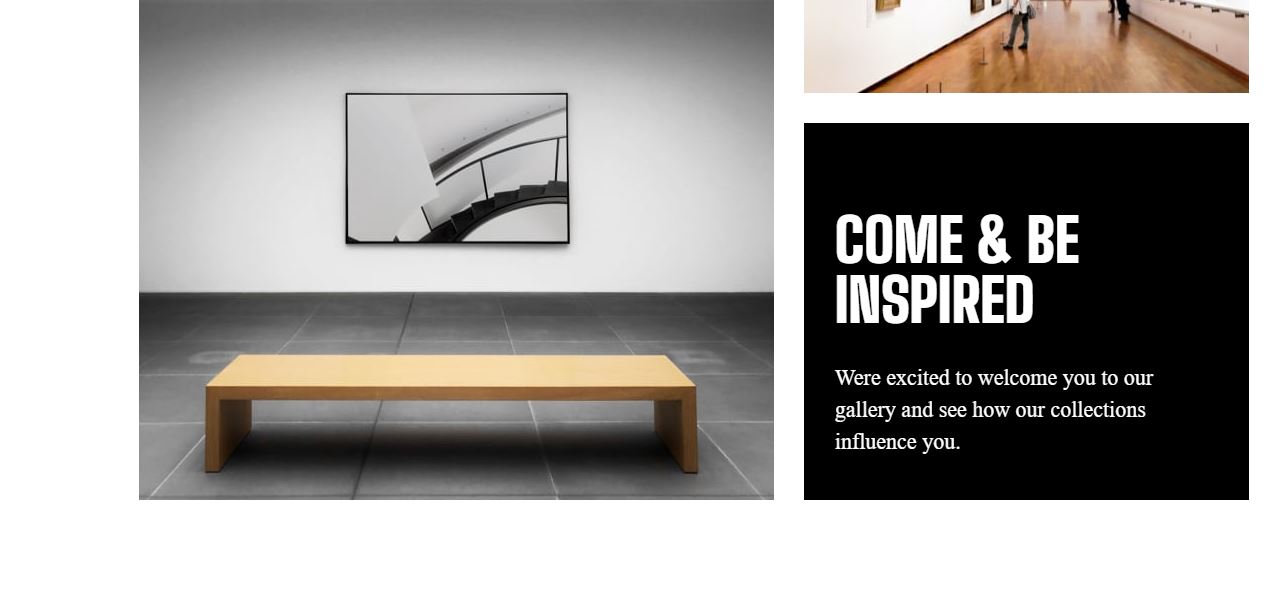 COME & BE
INSPIRED
Were excited to welcome you to our
gallery and see how our collections
influence you.